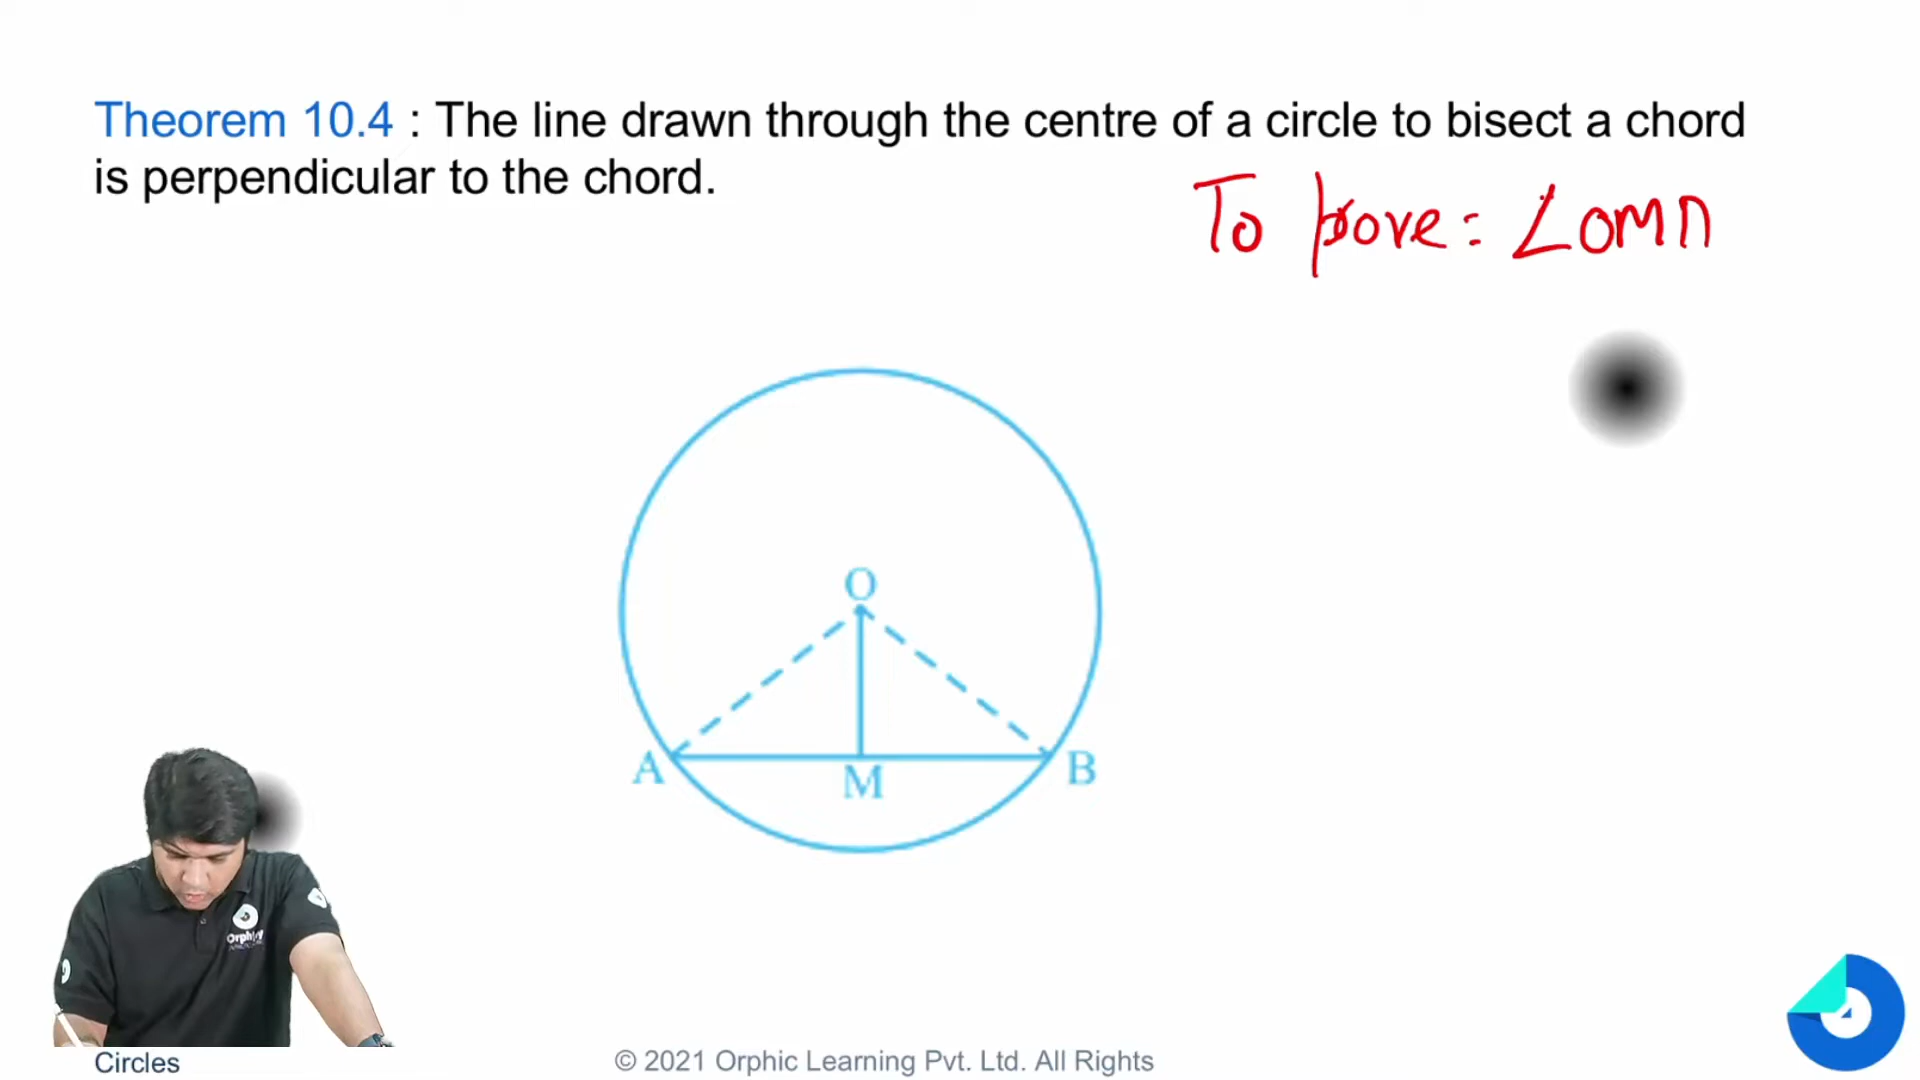 Theorem 10.4 : The line drawn through the centre of a circle to bisect a chord
is perpendicular to the chord.
To prove : ∠OMA
O
A
M
B
Circles
© 2021 Orphic Learning Pvt. Ltd. All Rights